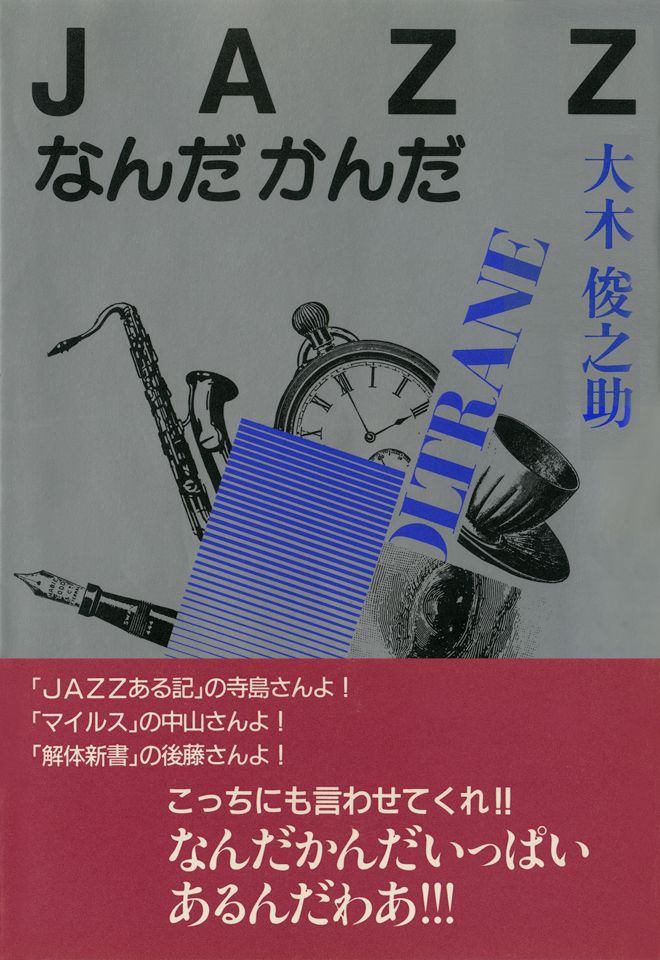 JAZZ
なんだ かんだ
大木 俊之助
OLTRANE
「JAZZある記」の寺島さんよ!
「マイルス」の中山さんよ!
「解体新書」の後藤さんよ!
こっちにも言わせてくれ!!
なんだかんだいっぱい
あるんだわあ!!!